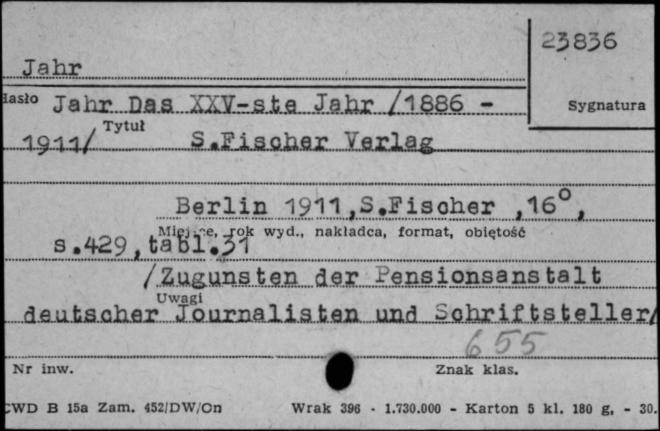 23836
Jahr
Hasło Jahr Das XXV-ste Jahr /1886 -
Sygnatura
Tytuł
1911/ S.Fischer Verlag
Berlin 1911,S.Fischer ,16°,
Miejsce, rok wyd., nakładca, format, objętość
s.429,tabl.31
/Zugunsten der Pensionsanstalt
Uwagi
deutscher Journalisten und Schriftsteller/
655
Nr inw. Znak klas.
CWD B 15a Zam. 452/DW/On Wrak 396 - 1.730.000 - Karton 5 kl. 180 g, - 30.